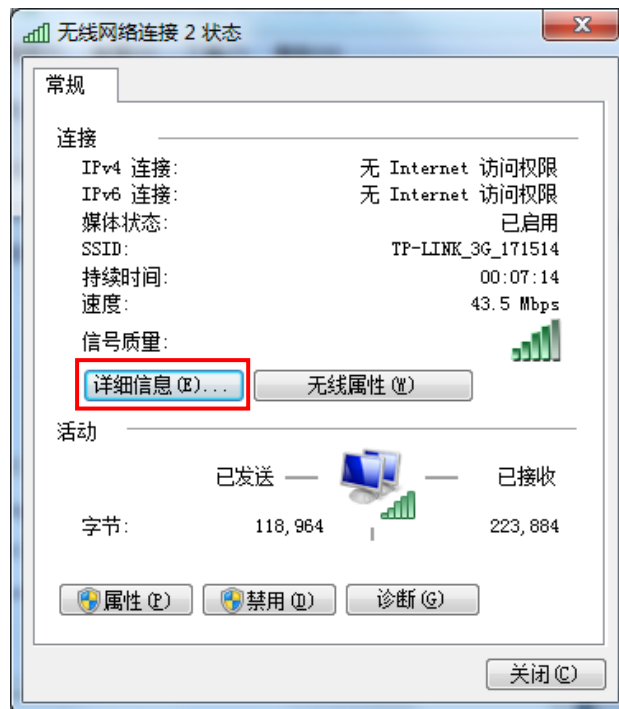 无线网络连接 2 状态
常规
连接
IPv4 连接: 无 Internet 访问权限
IPv6 连接: 无 Internet 访问权限
媒体状态: 已启用
SSID: TP-LINK_3G_171514
持续时间: 00:07:14
速度: 43.5 Mbps
信号质量:
详细信息(E)... 无线属性(W)
活动
已发送 — — 已接收
字节: 118,964 | 223,884
属性(P) 禁用(D) 诊断(G)
关闭(C)